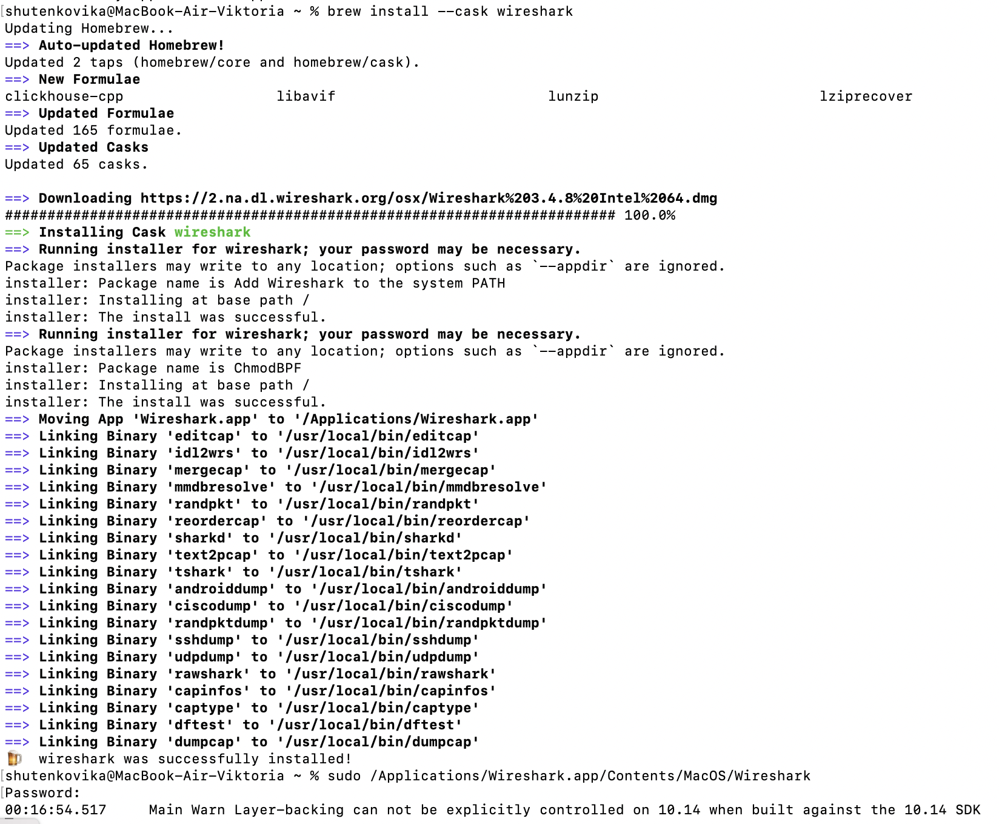 shutenkovika@MacBook-Air-Viktoria ~ % brew install --cask wireshark
Updating Homebrew...
==> Auto-updated Homebrew!
Updated 2 taps (homebrew/core and homebrew/cask).
==> New Formulae
clickhouse-cpp                  libavif                         lunzip                          lziprecover
==> Updated Formulae
Updated 165 formulae.
==> Updated Casks
Updated 65 casks.

==> Downloading https://2.na.dl.wireshark.org/osx/Wireshark%203.4.8%20Intel%2064.dmg
######################################################################## 100.0%
==> Installing Cask wireshark
==> Running installer for wireshark; your password may be necessary.
Package installers may write to any location; options such as `--appdir` are ignored.
installer: Package name is Add Wireshark to the system PATH
installer: Installing at base path /
installer: The install was successful.
==> Running installer for wireshark; your password may be necessary.
Package installers may write to any location; options such as `--appdir` are ignored.
installer: Package name is ChmodBPF
installer: Installing at base path /
installer: The install was successful.
==> Moving App 'Wireshark.app' to '/Applications/Wireshark.app'
==> Linking Binary 'editcap' to '/usr/local/bin/editcap'
==> Linking Binary 'idl2wrs' to '/usr/local/bin/idl2wrs'
==> Linking Binary 'mergecap' to '/usr/local/bin/mergecap'
==> Linking Binary 'mmdbresolve' to '/usr/local/bin/mmdbresolve'
==> Linking Binary 'randpkt' to '/usr/local/bin/randpkt'
==> Linking Binary 'reordercap' to '/usr/local/bin/reordercap'
==> Linking Binary 'sharkd' to '/usr/local/bin/sharkd'
==> Linking Binary 'text2pcap' to '/usr/local/bin/text2pcap'
==> Linking Binary 'tshark' to '/usr/local/bin/tshark'
==> Linking Binary 'androiddump' to '/usr/local/bin/androiddump'
==> Linking Binary 'ciscodump' to '/usr/local/bin/ciscodump'
==> Linking Binary 'randpktdump' to '/usr/local/bin/randpktdump'
==> Linking Binary 'sshdump' to '/usr/local/bin/sshdump'
==> Linking Binary 'udpdump' to '/usr/local/bin/udpdump'
==> Linking Binary 'rawshark' to '/usr/local/bin/rawshark'
==> Linking Binary 'capinfos' to '/usr/local/bin/capinfos'
==> Linking Binary 'captype' to '/usr/local/bin/captype'
==> Linking Binary 'dftest' to '/usr/local/bin/dftest'
==> Linking Binary 'dumpcap' to '/usr/local/bin/dumpcap'
🍺  wireshark was successfully installed!
shutenkovika@MacBook-Air-Viktoria ~ % sudo /Applications/Wireshark.app/Contents/MacOS/Wireshark
Password:
00:16:54.517     Main Warn Layer-backing can not be explicitly controlled on 10.14 when built against the 10.14 SDK